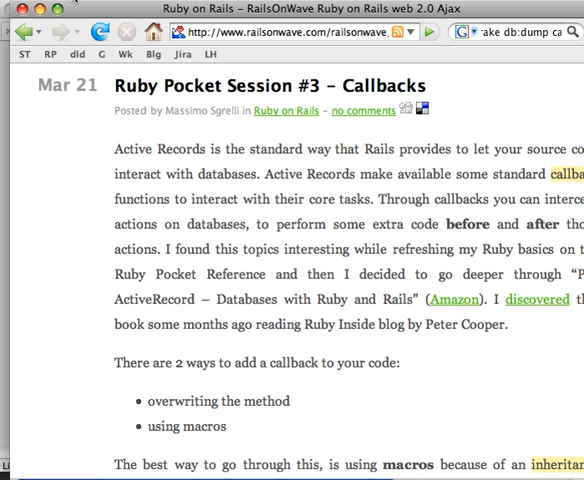 Ruby on Rails – RailsOnWave Ruby on Rails web 2.0 Ajax
http://www.railsonwave.com/railsonwave_
G
ake db:dump ca
ST RP dld G Wk Blg Jira LH
Mar 21
Ruby Pocket Session #3 – Callbacks
Posted by Massimo Sgrelli in Ruby on Rails – no comments
Active Records is the standard way that Rails provides to let your source co
interact with databases. Active Records make available some standard callba
functions to interact with their core tasks. Through callbacks you can interce
actions on databases, to perform some extra code before and after tho
actions. I found this topics interesting while refreshing my Ruby basics on t
Ruby Pocket Reference and then I decided to go deeper through “P
ActiveRecord – Databases with Ruby and Rails” (Amazon). I discovered th
book some months ago reading Ruby Inside blog by Peter Cooper.
There are 2 ways to add a callback to your code:
• overwriting the method
• using macros
The best way to go through this, is using macros because of an inheritan